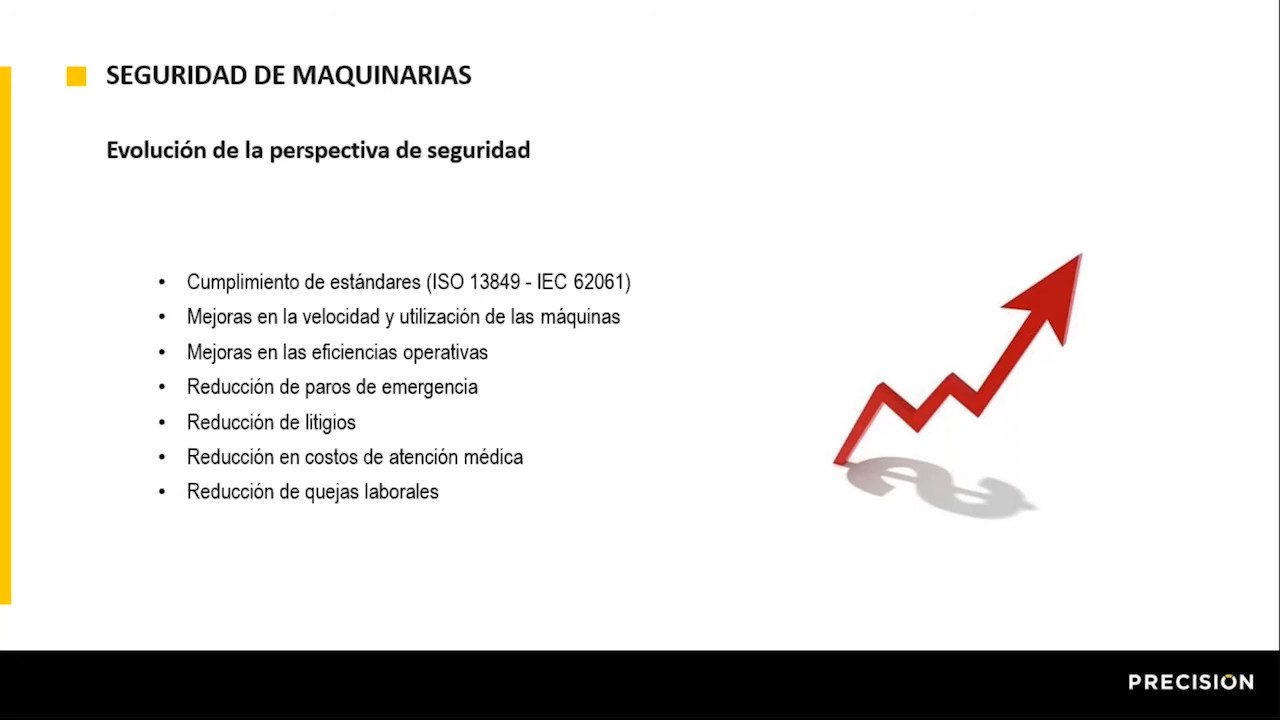 SEGURIDAD DE MAQUINARIAS
Evolución de la perspectiva de seguridad
• Cumplimiento de estándares (ISO 13849 - IEC 62061)
• Mejoras en la velocidad y utilización de las máquinas
• Mejoras en las eficiencias operativas
• Reducción de paros de emergencia
• Reducción de litigios
• Reducción en costos de atención médica
• Reducción de quejas laborales
PRECISION